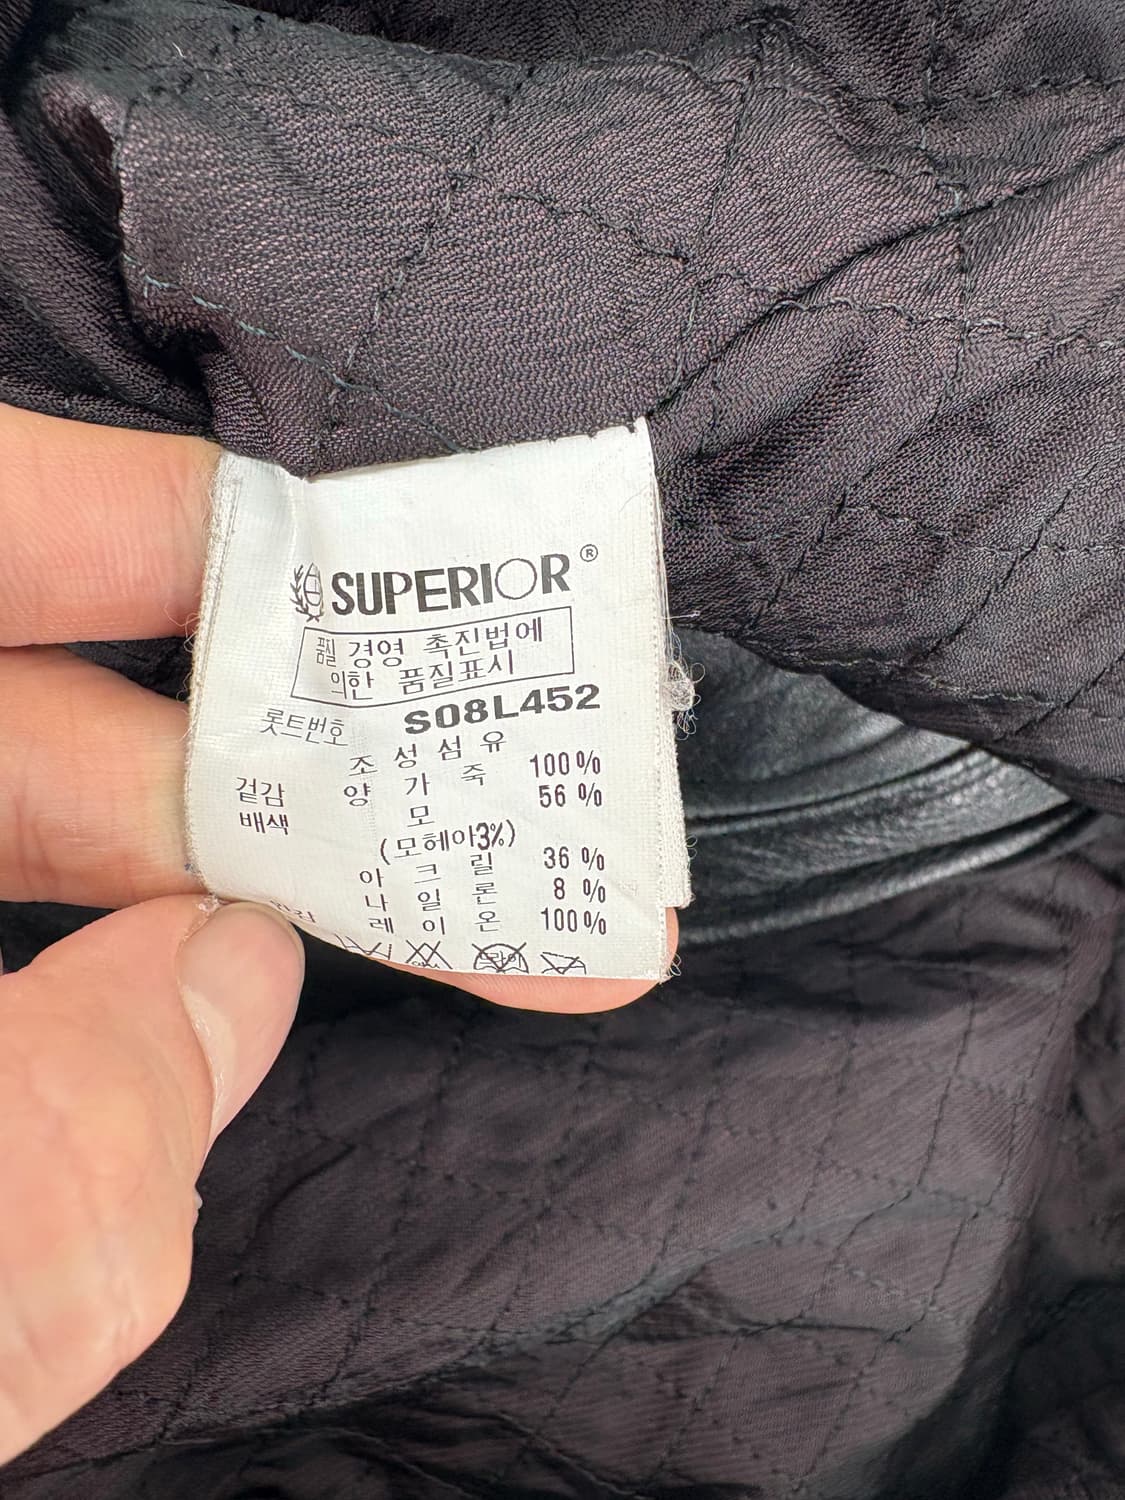 SUPERIOR®
품질 경영 촉진법에
의한 품질표시
롯트번호 S08L452
조성섬유
겉감 양가죽 100%
배색 모 56%
(모헤어3%)
아크릴 36%
나일론 8%
레이온 100%